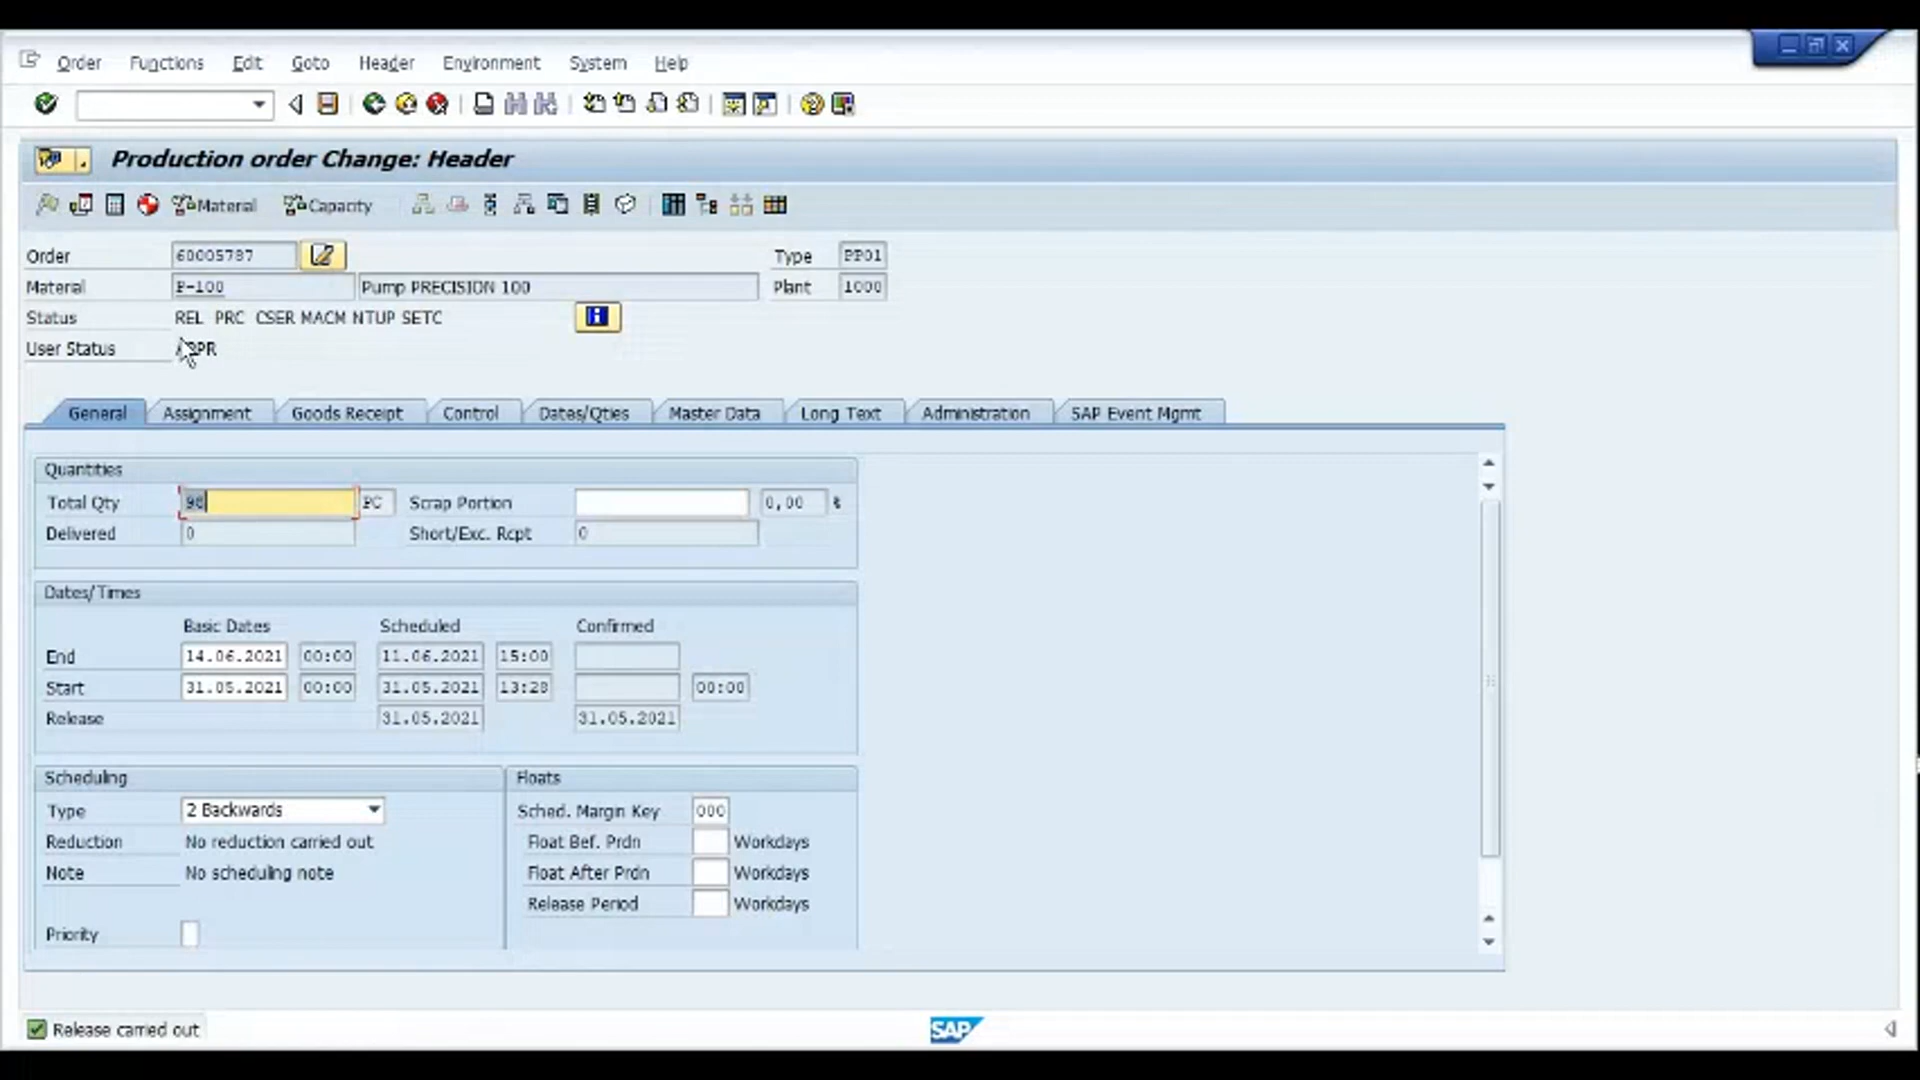 Order Functions Edit Goto Header Environment System Help
Production order Change: Header
Material Capacity
Order 60005787 Type PP01
Material P-100 Pump PRECISION 100 Plant 1000
Status REL PRC CSER MACM NTUP SETC
User Status
General Assignment Goods Receipt Control Dates/Qties Master Data Long Text Administration SAP Event Mgmt
Quantities
Total Qty PC Scrap Portion 0,00 %
Delivered 0 Short/Exc. Rcpt 0
Dates/Times
Basic Dates Scheduled Confirmed
End 14.06.2021 00:00 11.06.2021 15:00
Start 31.05.2021 00:00 31.05.2021 13:28 00:00
Release 31.05.2021 31.05.2021
Scheduling Floats
Type 2 Backwards Sched. Margin Key 000
Reduction No reduction carried out Float Bef. Prdn Workdays
Note No scheduling note Float After Prdn Workdays
Release Period Workdays
Priority
Release carried out SAP